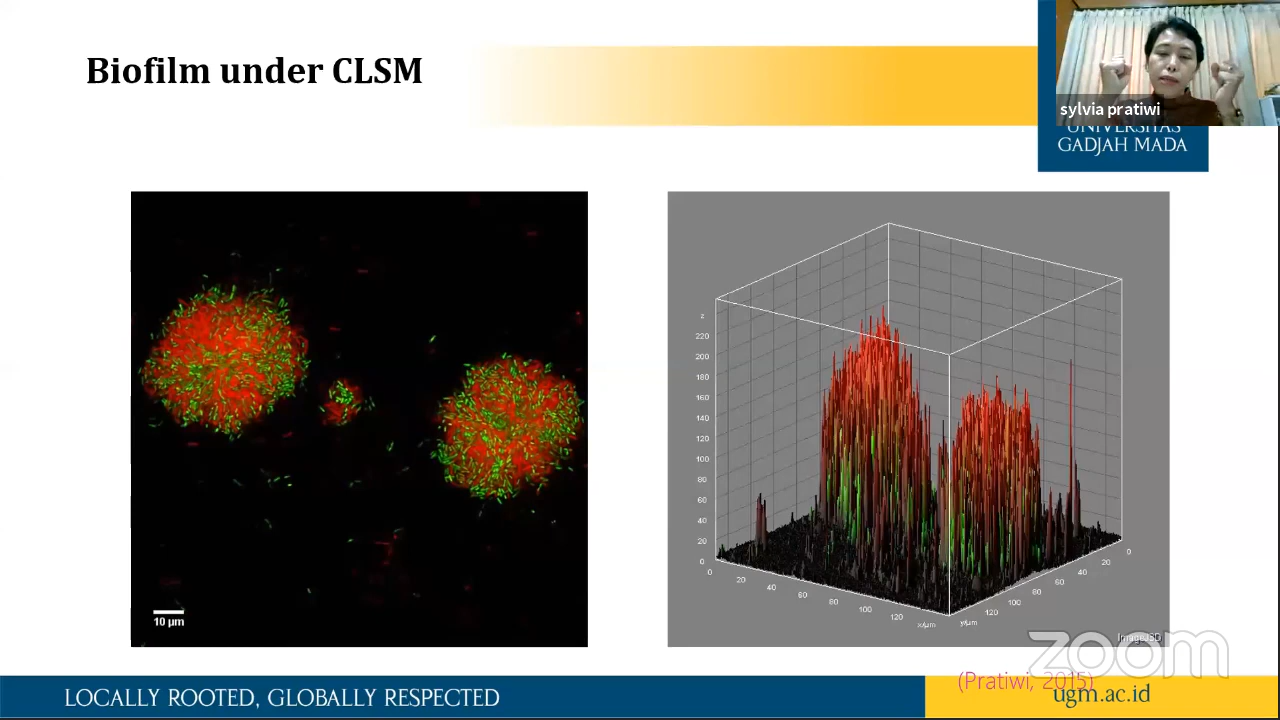 Biofilm under CLSM
sylvia pratiwi
UNIVERSITAS
GADJAH MADA
10 µm
z
220
200
180
160
140
120
100
80
60
40
20
0
0
20
40
60
80
100
120
x/µm
y/µm
120
100
80
60
40
20
0
ImageJ3D
zoom
(Pratiwi, 2015)
LOCALLY ROOTED, GLOBALLY RESPECTED
ugm.ac.id